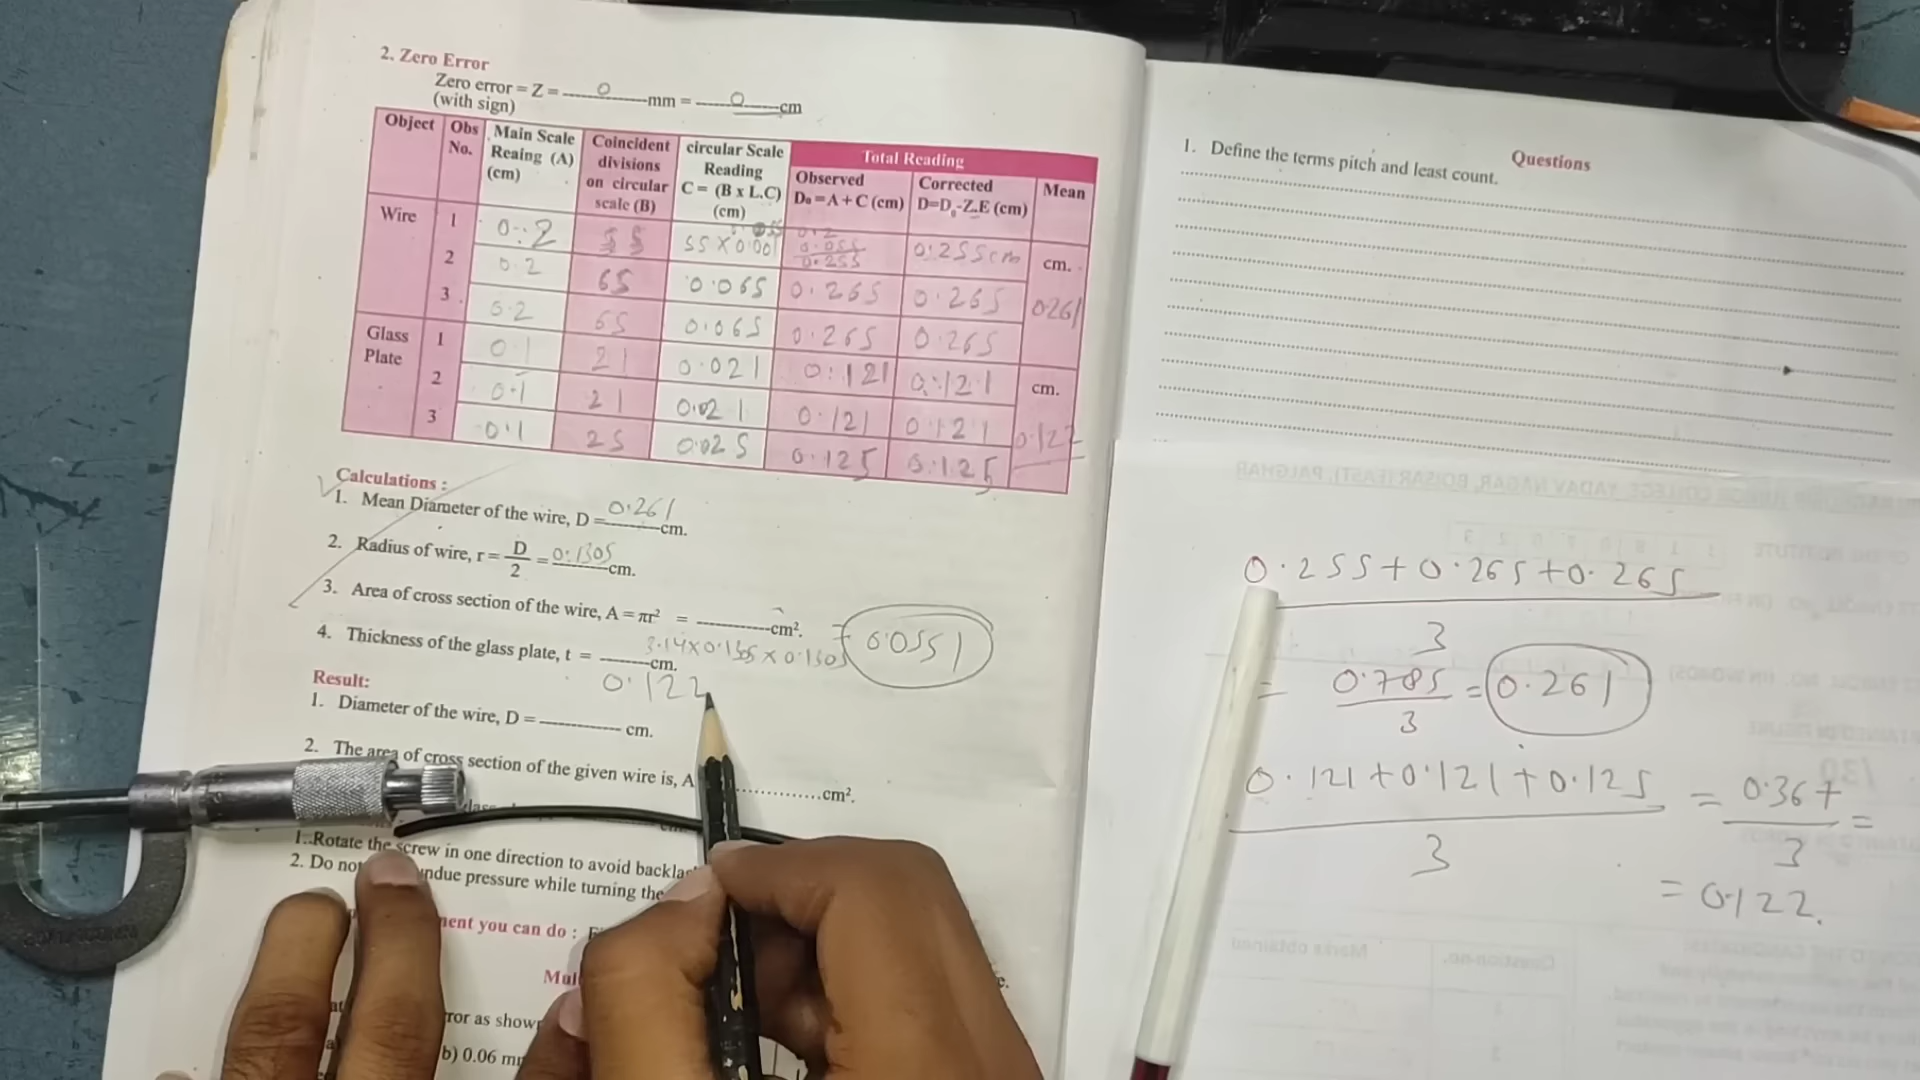 2. Zero Error
Zero error = Z = 0 mm = 0 cm
(with sign)
Object Obs No. Main Scale Reaing (A) (cm) Coincident divisions on circular scale (B) circular Scale Reading C = (B x L.C) (cm) Total Reading
Observed D₀ = A + C (cm) Corrected D=D₀-Z.E (cm) Mean
Wire 1 0.2 55 55 X 0.001 0.2 0.055 0.255 0.255cm cm.
2 0.2 65 0.065 0.265 0.265 0.261
3 0.2 65 0.065 0.265 0.265
Glass Plate 1 0.1 21 0.021 0.121 0.121 cm.
2 0.1 21 0.021 0.121 0.121 0.122
3 0.1 25 0.025 0.125 0.125
Calculations :
1. Mean Diameter of the wire, D = 0.261 cm.
2. Radius of wire, r = D/2 = 0.1305 cm.
3. Area of cross section of the wire, A = πr² = cm². = 0.0551
3.14X0.1305 X 0.1305
4. Thickness of the glass plate, t = cm.
0.122
Result:
1. Diameter of the wire, D = cm.
2. The area of cross section of the given wire is, A cm².
1. Rotate the screw in one direction to avoid
2. Do not undue pressure while turning the
you can do :
as
b) 0.06
Questions
1. Define the terms pitch and least count.
0.255+0.265+0.265
3
= 0.785/3 = 0.261
0.121+0.121+0.125
3
= 0.367/3 =
= 0.122.